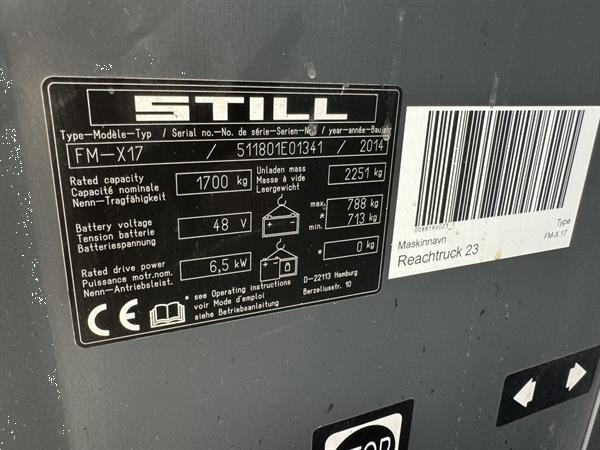 STILL
Type-Modèle-Typ / Serial no.-No. de série-Serien-Nr. / year-année-Baujahr
FM-X17 / 511801E01341 / 2014
Rated capacity
Capacité nominale
Nenn-Tragfähigkeit
1700 kg
Unladen mass
Masse à vide
Leergewicht
2251 kg
Battery voltage
Tension batterie
Batteriespannung
48 V
max. 788 kg
*
min. 713 kg
Rated drive power
Puissance motr.nom.
Nenn-Antriebsleist.
6,5 kW
* 0 kg
CE
* see Operating instructions
voir Mode d'emploi
siehe Betriebsanleitung
D-22113 Hamburg
Berzeliusstr. 10
Maskinnavn
Reachtruck 23
Type
FM-X 17